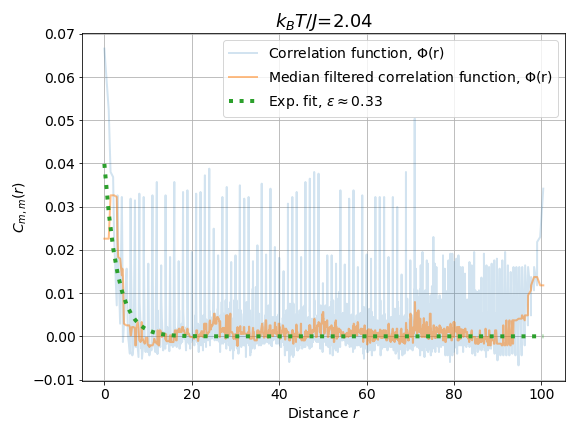 k_BT/J=2.04
0.07
0.06
0.05
0.04
0.03
0.02
0.01
0.00
−0.01
C_{m,m}(r)
Correlation function, Φ(r)
Median filtered correlation function, Φ(r)
Exp. fit, ε ≈ 0.33
0 20 40 60 80 100
Distance r